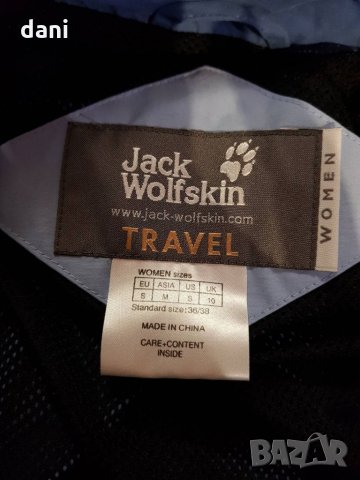 dani
Jack
Wolfskin
www.jack-wolfskin.com
TRAVEL
WOMEN
WOMEN sizes
EU ASIA US UK
S M S 10
Standard size: 36/38
MADE IN CHINA
CARE+CONTENT
INSIDE
BAZAR